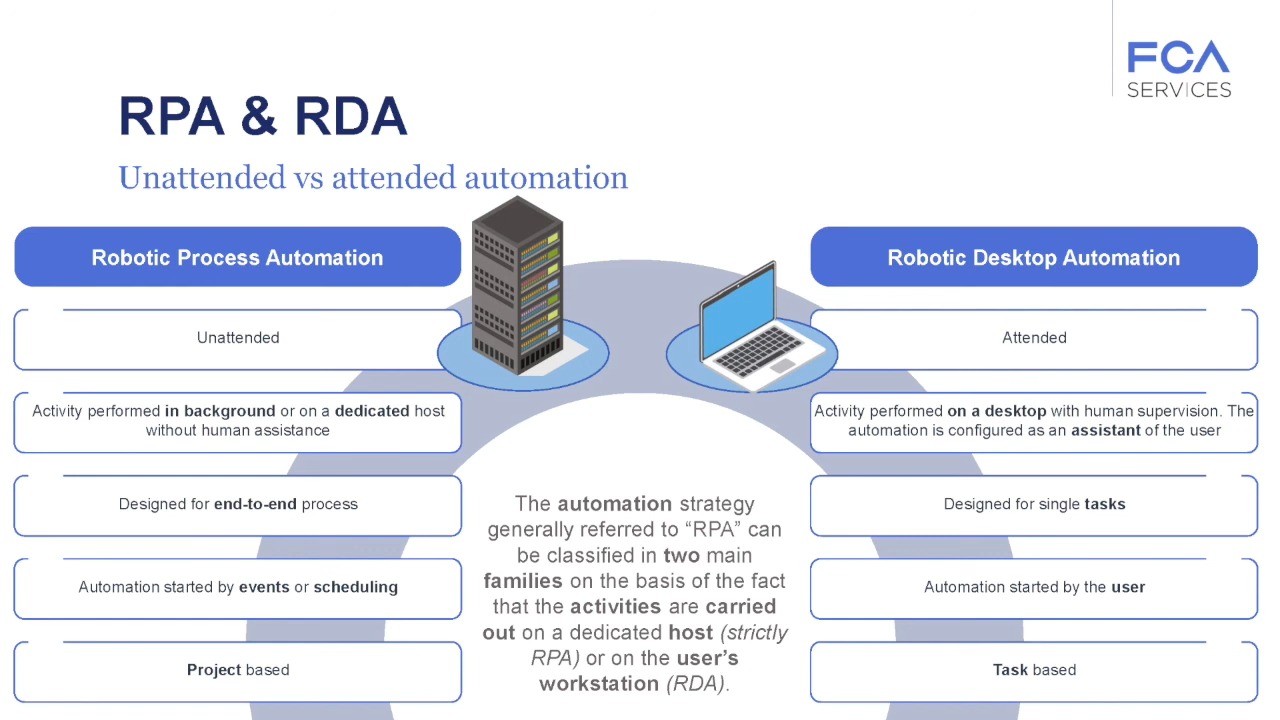 FCA
SERVICES
RPA & RDA
Unattended vs attended automation
Robotic Process Automation
Unattended
Activity performed in background or on a dedicated host
without human assistance
Designed for end-to-end process
Automation started by events or scheduling
Project based
The automation strategy
generally referred to “RPA” can
be classified in two main
families on the basis of the fact
that the activities are carried
out on a dedicated host (strictly
RPA) or on the user’s
workstation (RDA).
Robotic Desktop Automation
Attended
Activity performed on a desktop with human supervision. The
automation is configured as an assistant of the user
Designed for single tasks
Automation started by the user
Task based